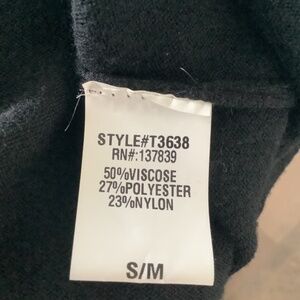 STYLE#T3638
RN#:137839
50%VISCOSE
27%POLYESTER
23%NYLON
S/M